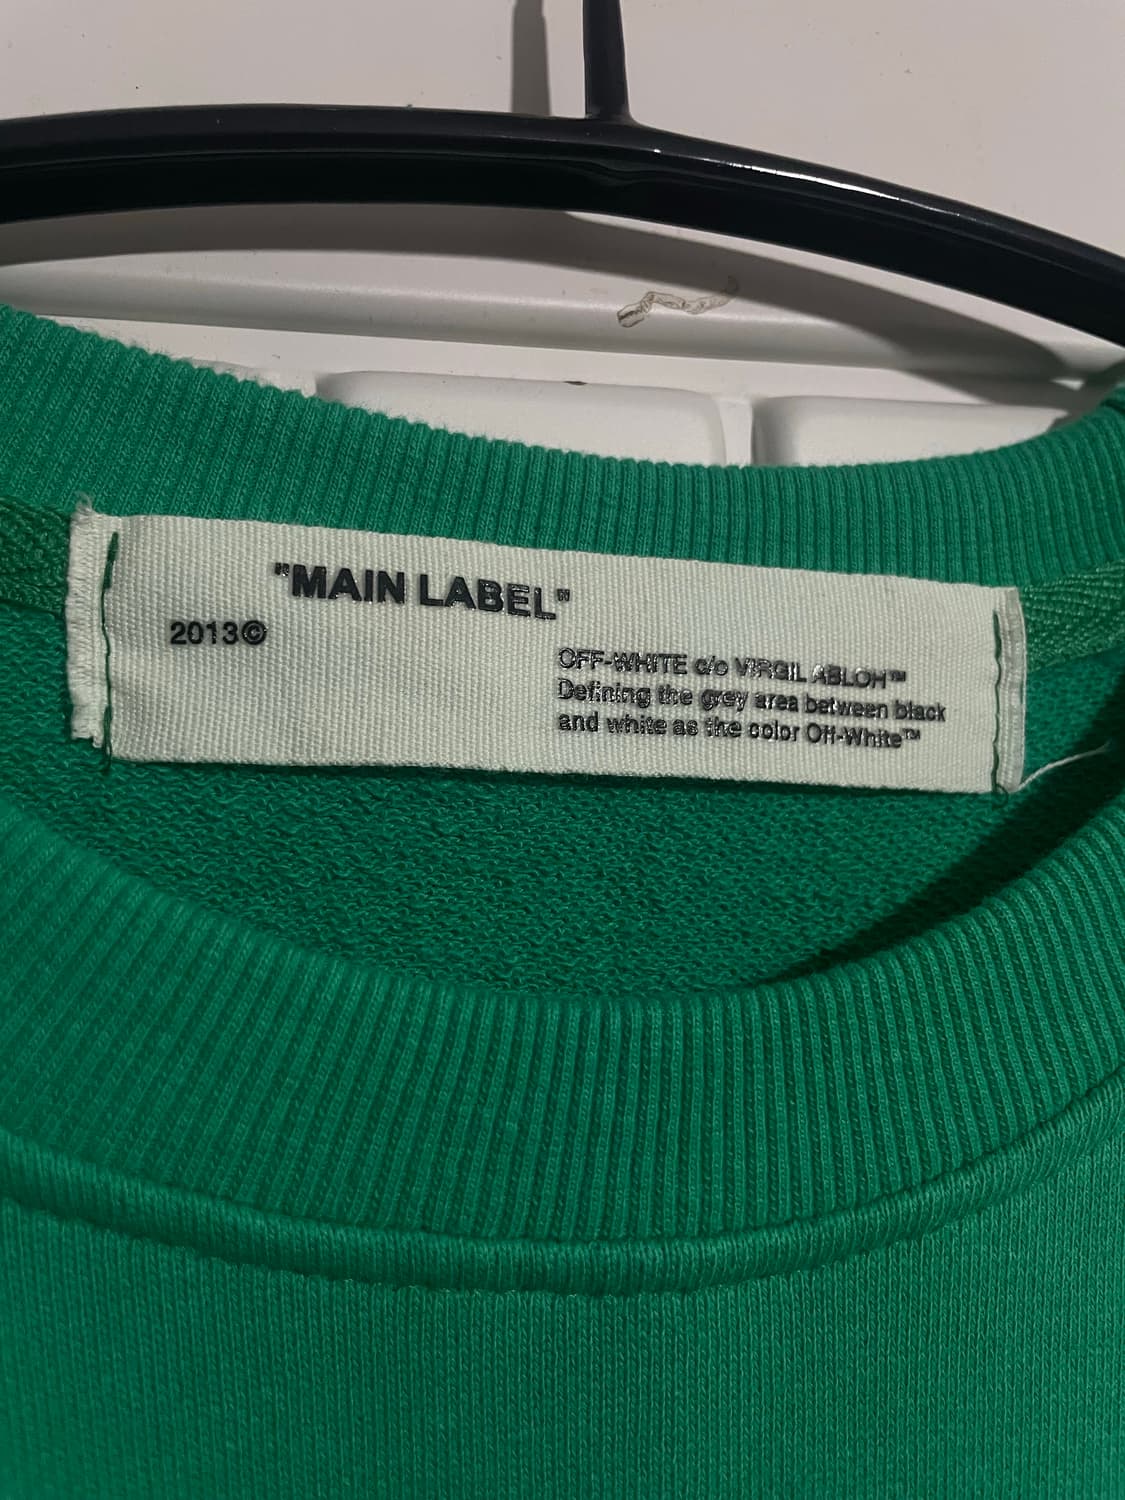 "MAIN LABEL"
2013©
OFF-WHITE c/o VIRGIL ABLOH™
Defining the grey area between black
and white as the color Off-White™